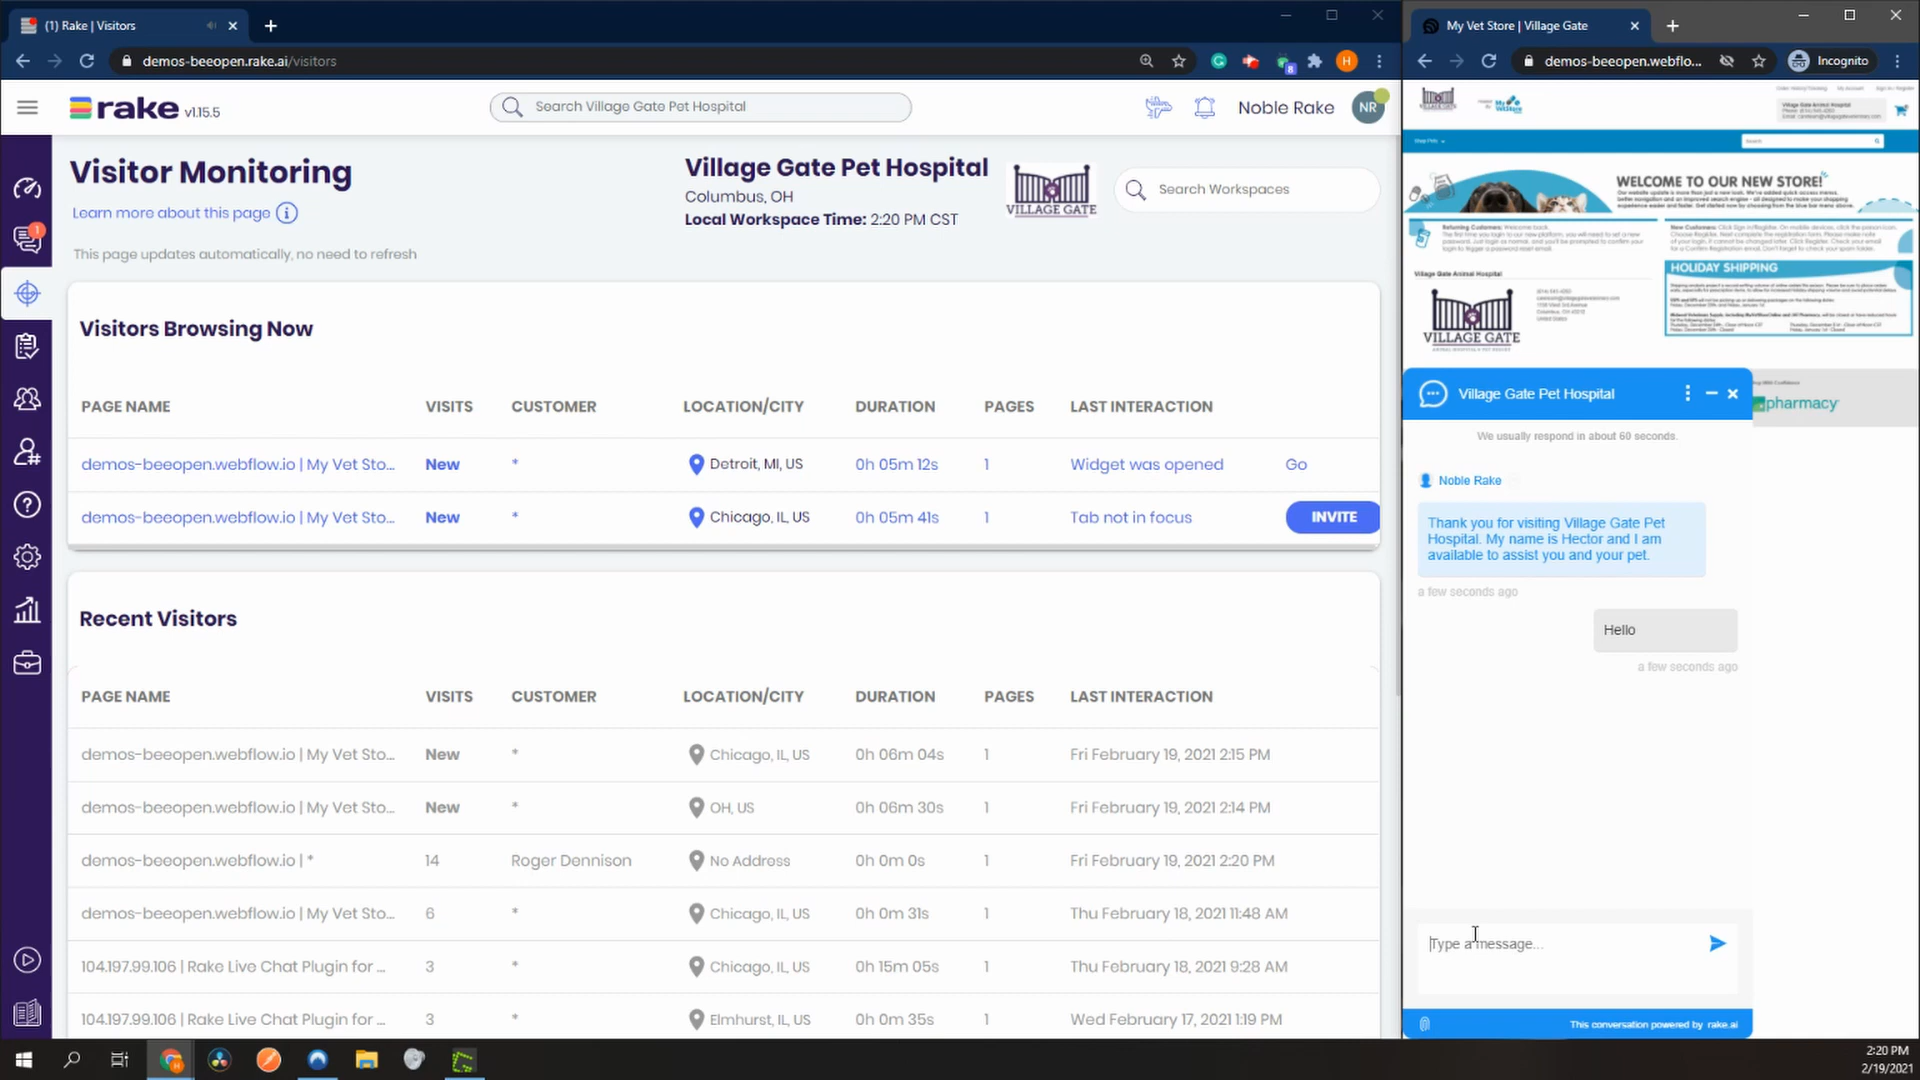 (1) Rake | Visitors
demos-beeopen.rake.ai/visitors
8
H
rake v1.15.5
Search Village Gate Pet Hospital
Noble Rake
NR
1
Visitor Monitoring
Learn more about this page
This page updates automatically, no need to refresh
Village Gate Pet Hospital
Columbus, OH
Local Workspace Time: 2:20 PM CST
VILLAGE GATE
Search Workspaces
Visitors Browsing Now
PAGE NAME VISITS CUSTOMER LOCATION/CITY DURATION PAGES LAST INTERACTION
demos-beeopen.webflow.io | My Vet Sto... New * Detroit, MI, US 0h 05m 12s 1 Widget was opened Go
demos-beeopen.webflow.io | My Vet Sto... New * Chicago, IL, US 0h 05m 41s 1 Tab not in focus INVITE
Recent Visitors
PAGE NAME VISITS CUSTOMER LOCATION/CITY DURATION PAGES LAST INTERACTION
demos-beeopen.webflow.io | My Vet Sto... New * Chicago, IL, US 0h 06m 04s 1 Fri February 19, 2021 2:15 PM
demos-beeopen.webflow.io | My Vet Sto... New * OH, US 0h 06m 30s 1 Fri February 19, 2021 2:14 PM
demos-beeopen.webflow.io | * 14 Roger Dennison No Address 0h 0m 0s 1 Fri February 19, 2021 2:20 PM
demos-beeopen.webflow.io | My Vet Sto... 6 * Chicago, IL, US 0h 0m 31s 1 Thu February 18, 2021 11:48 AM
104.197.99.106 | Rake Live Chat Plugin for ... 3 * Chicago, IL, US 0h 15m 05s 1 Thu February 18, 2021 9:28 AM
104.197.99.106 | Rake Live Chat Plugin for ... 3 * Elmhurst, IL, US 0h 0m 35s 1 Wed February 17, 2021 1:19 PM
My Vet Store | Village Gate
demos-beeopen.webflo...
Incognito
Village Gate Animal Hospital
Shop Pets
Search
WELCOME TO OUR NEW STORE!
Village Gate Animal Hospital
VILLAGE GATE
ANIMAL HOSPITAL & PET RESORT
HOLIDAY SHIPPING
pharmacy
Village Gate Pet Hospital
We usually respond in about 60 seconds.
Noble Rake
Thank you for visiting Village Gate Pet
Hospital. My name is Hector and I am
available to assist you and your pet.
a few seconds ago
Hello
a few seconds ago
Type a message...
This conversation powered by rake.ai
2:20 PM
2/19/2021